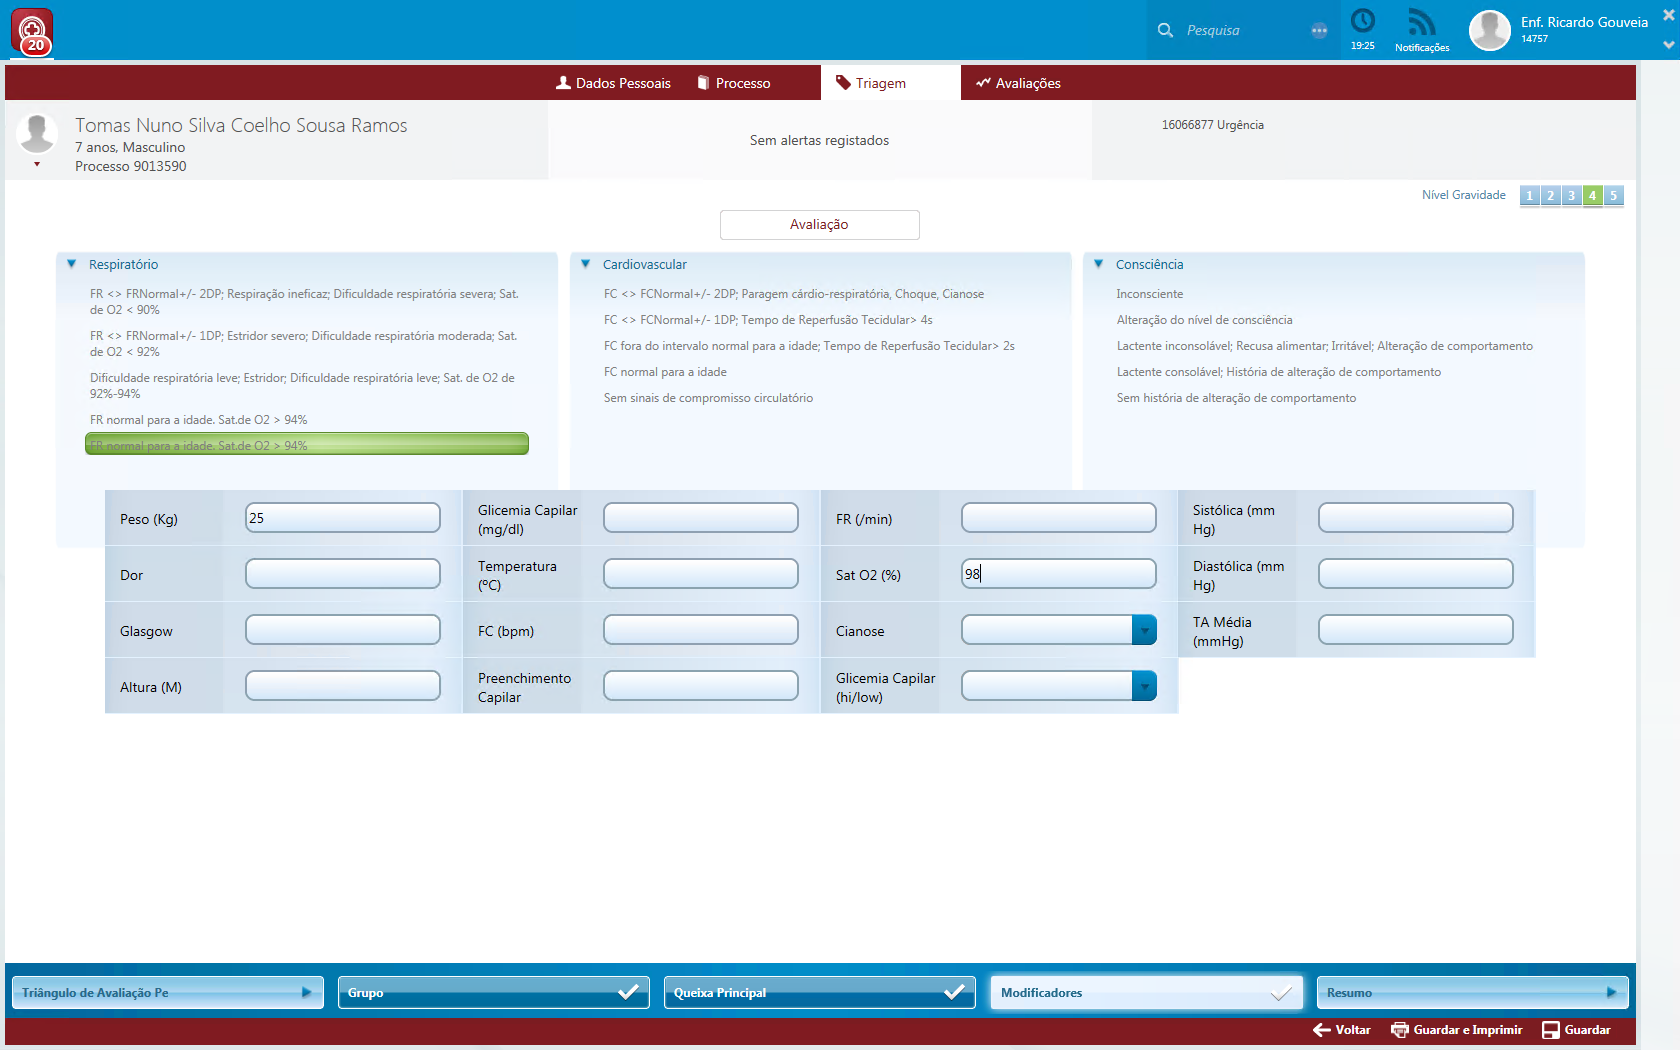 20
Pesquisa
19:25
Notificações
Enf. Ricardo Gouveia
14757
Dados Pessoais
Processo
Triagem
Avaliações
Tomas Nuno Silva Coelho Sousa Ramos
7 anos, Masculino
Processo 9013590
Sem alertas registados
16066877 Urgência
Nível Gravidade
1 2 3 4 5
Avaliação
Respiratório
FR <> FRNormal+/- 2DP; Respiração ineficaz; Dificuldade respiratória severa; Sat.
de O2 < 90%
FR <> FRNormal+/- 1DP; Estridor severo; Dificuldade respiratória moderada; Sat.
de O2 < 92%
Dificuldade respiratória leve; Estridor; Dificuldade respiratória leve; Sat. de O2 de
92%-94%
FR normal para a idade. Sat.de O2 > 94%
FR normal para a idade. Sat.de O2 > 94%
Cardiovascular
FC <> FCNormal+/- 2DP; Paragem cárdio-respiratória, Choque, Cianose
FC <> FCNormal+/- 1DP; Tempo de Reperfusão Tecidular> 4s
FC fora do intervalo normal para a idade; Tempo de Reperfusão Tecidular> 2s
FC normal para a idade
Sem sinais de compromisso circulatório
Consciência
Inconsciente
Alteração do nível de consciência
Lactente inconsolável; Recusa alimentar; Irritável; Alteração de comportamento
Lactente consolável; História de alteração de comportamento
Sem história de alteração de comportamento
Peso (Kg)
25
Glicemia Capilar
(mg/dl)
FR (/min)
Sistólica (mm
Hg)
Dor
Temperatura
(ºC)
Sat O2 (%)
98
Diastólica (mm
Hg)
Glasgow
FC (bpm)
Cianose
TA Média
(mmHg)
Altura (M)
Preenchimento
Capilar
Glicemia Capilar
(hi/low)
Triângulo de Avaliação Pe
Grupo
Queixa Principal
Modificadores
Resumo
Voltar
Guardar e Imprimir
Guardar